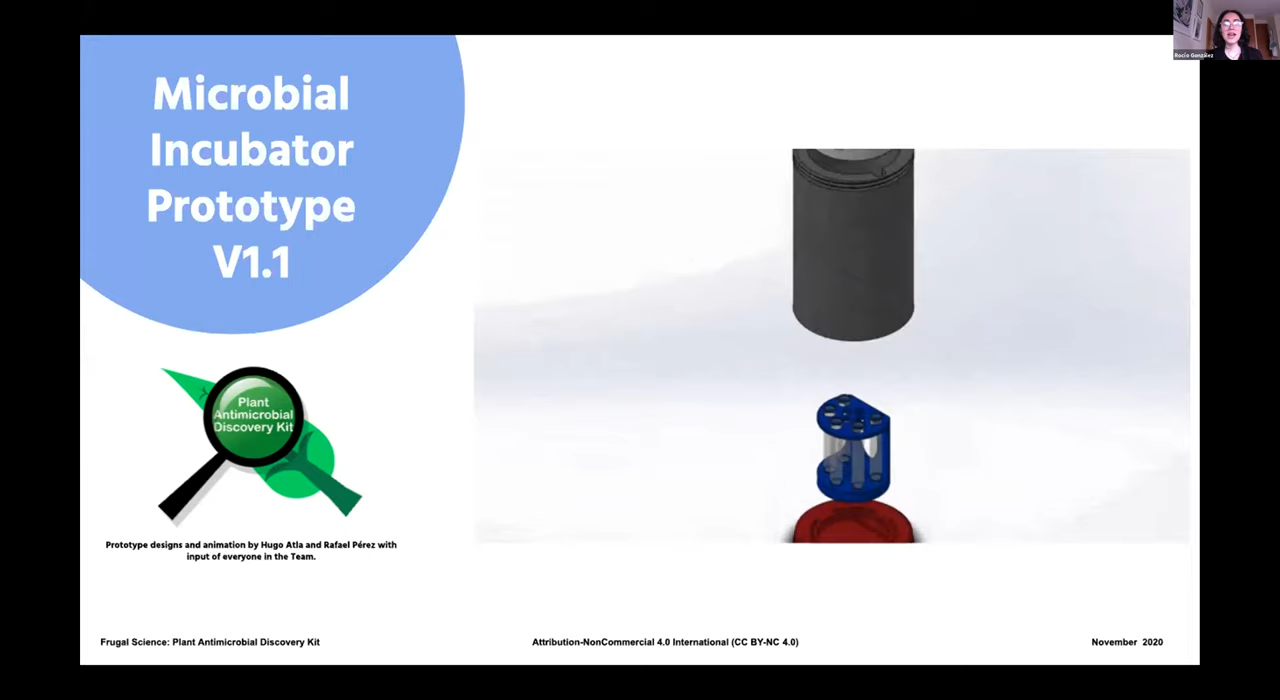 Microbial
Incubator
Prototype
V1.1
Plant
Antimicrobial
Discovery Kit
Prototype designs and animation by Hugo Atla and Rafael Pérez with
input of everyone in the Team.
Frugal Science: Plant Antimicrobial Discovery Kit
Attribution-NonCommercial 4.0 International (CC BY-NC 4.0)
November 2020
Rocío González